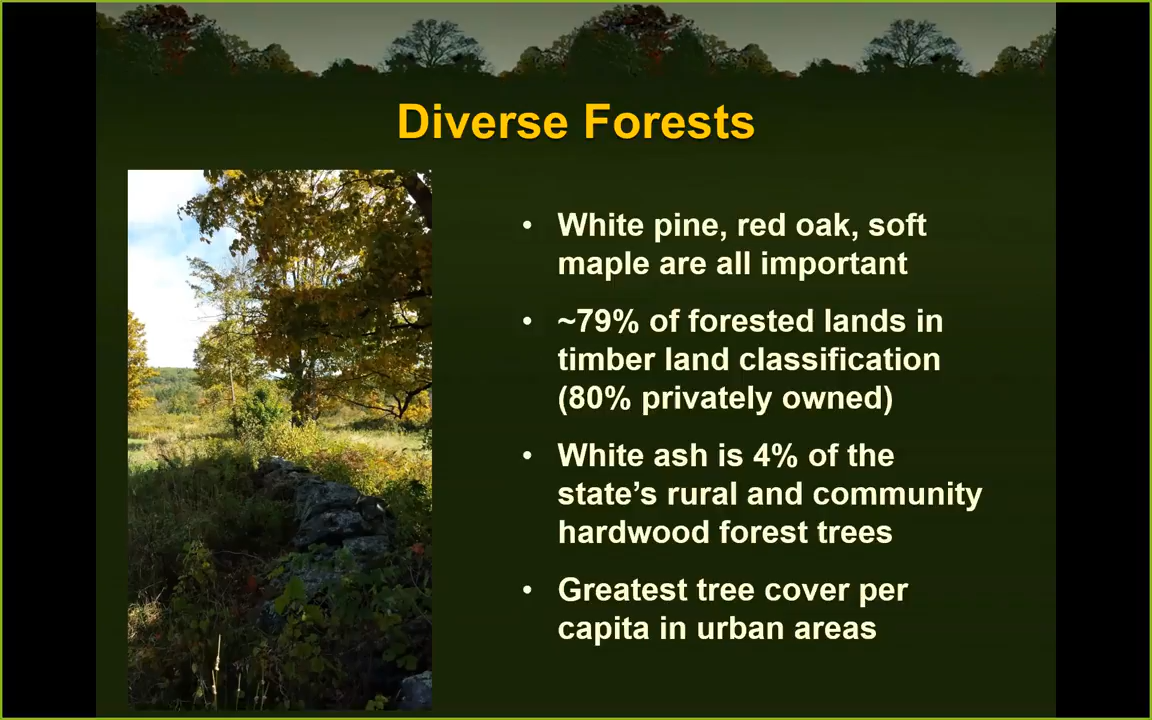 Diverse Forests
• White pine, red oak, soft
maple are all important
• ~79% of forested lands in
timber land classification
(80% privately owned)
• White ash is 4% of the
state’s rural and community
hardwood forest trees
• Greatest tree cover per
capita in urban areas